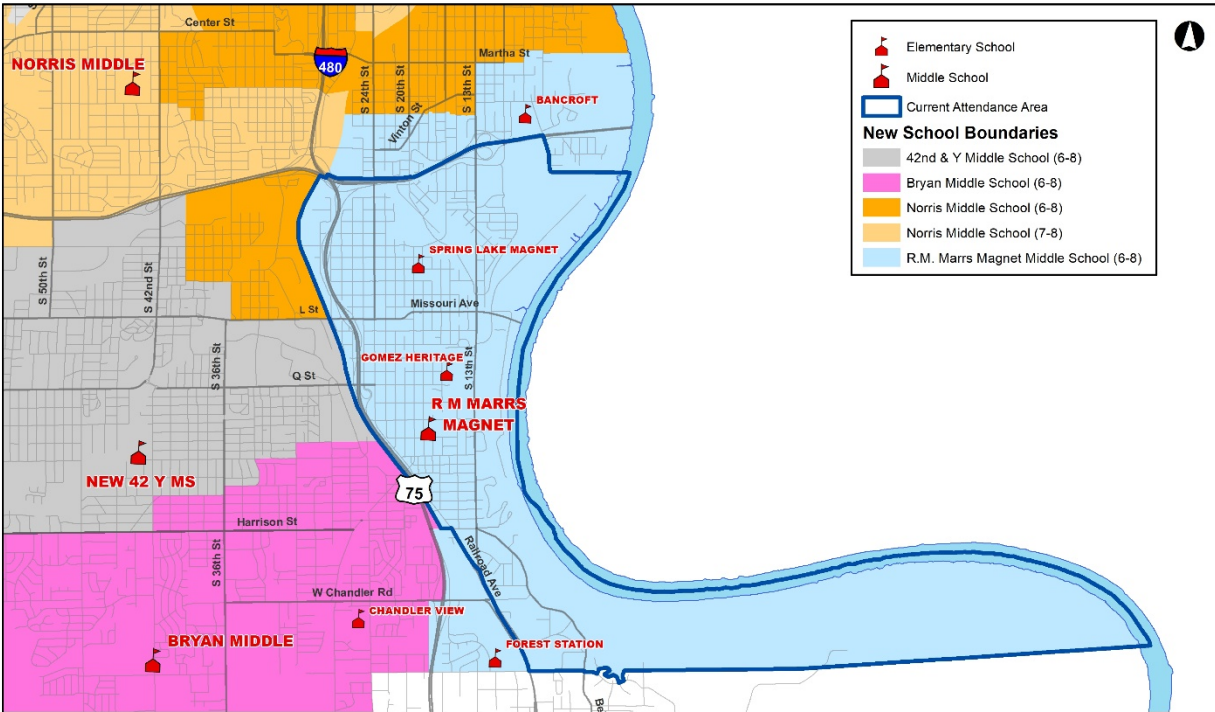 Center St
NORRIS MIDDLE
480
Martha St
S 24th St
S 20th St
S 13th St
Vinton St
BANCROFT
Elementary School
Middle School
Current Attendance Area
New School Boundaries
42nd & Y Middle School (6-8)
Bryan Middle School (6-8)
Norris Middle School (6-8)
Norris Middle School (7-8)
R.M. Marrs Magnet Middle School (6-8)
SPRING LAKE MAGNET
S 50th St
S 42nd St
L St
Missouri Ave
S 36th St
GOMEZ HERITAGE
Q St
S 13th St
R M MARRS
MAGNET
NEW 42 Y MS
75
Harrison St
S 36th St
Railroad Ave
W Chandler Rd
CHANDLER VIEW
BRYAN MIDDLE
FOREST STATION
Be